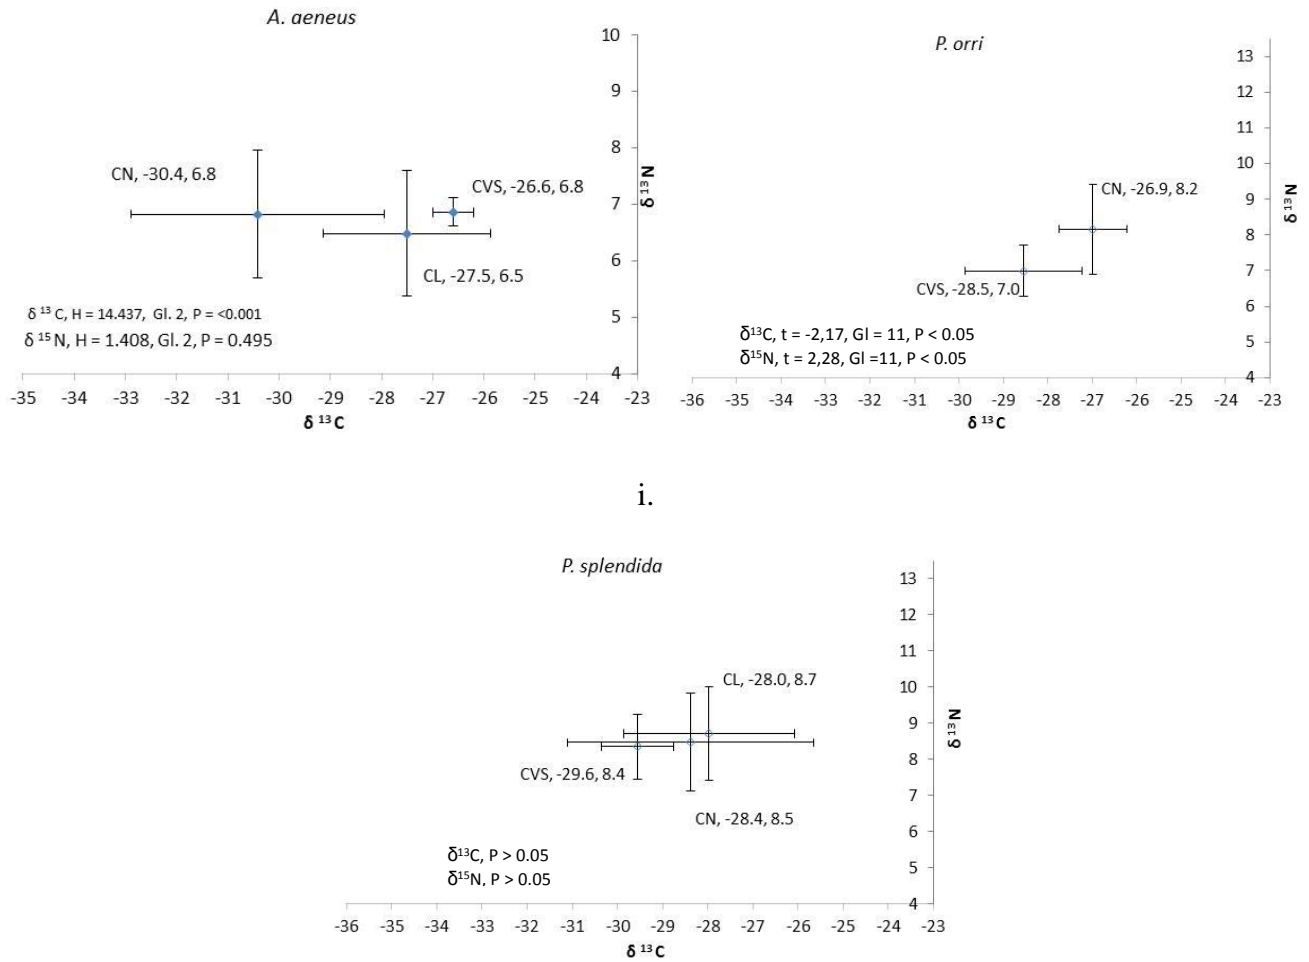 A. aeneus
10
9
8
7
6
5
4
δ ¹³N
CN, -30.4, 6.8
CVS, -26.6, 6.8
CL, -27.5, 6.5
δ ¹³ C, H = 14.437, Gl. 2, P = <0.001
δ ¹⁵ N, H = 1.408, Gl. 2, P = 0.495
-35 -34 -33 -32 -31 -30 -29 -28 -27 -26 -25 -24 -23
δ ¹³ C
P. orri
13
12
11
10
9
8
7
6
5
4
δ ¹³N
CN, -26.9, 8.2
CVS, -28.5, 7.0
δ¹³C, t = -2,17, Gl = 11, P < 0.05
δ¹⁵N, t = 2,28, Gl =11, P < 0.05
-36 -35 -34 -33 -32 -31 -30 -29 -28 -27 -26 -25 -24 -23
δ ¹³ C
i.
P. splendida
13
12
11
10
9
8
7
6
5
4
δ ¹³N
CL, -28.0, 8.7
CVS, -29.6, 8.4
CN, -28.4, 8.5
δ¹³C, P > 0.05
δ¹⁵N, P > 0.05
-36 -35 -34 -33 -32 -31 -30 -29 -28 -27 -26 -25 -24 -23
δ ¹³ C